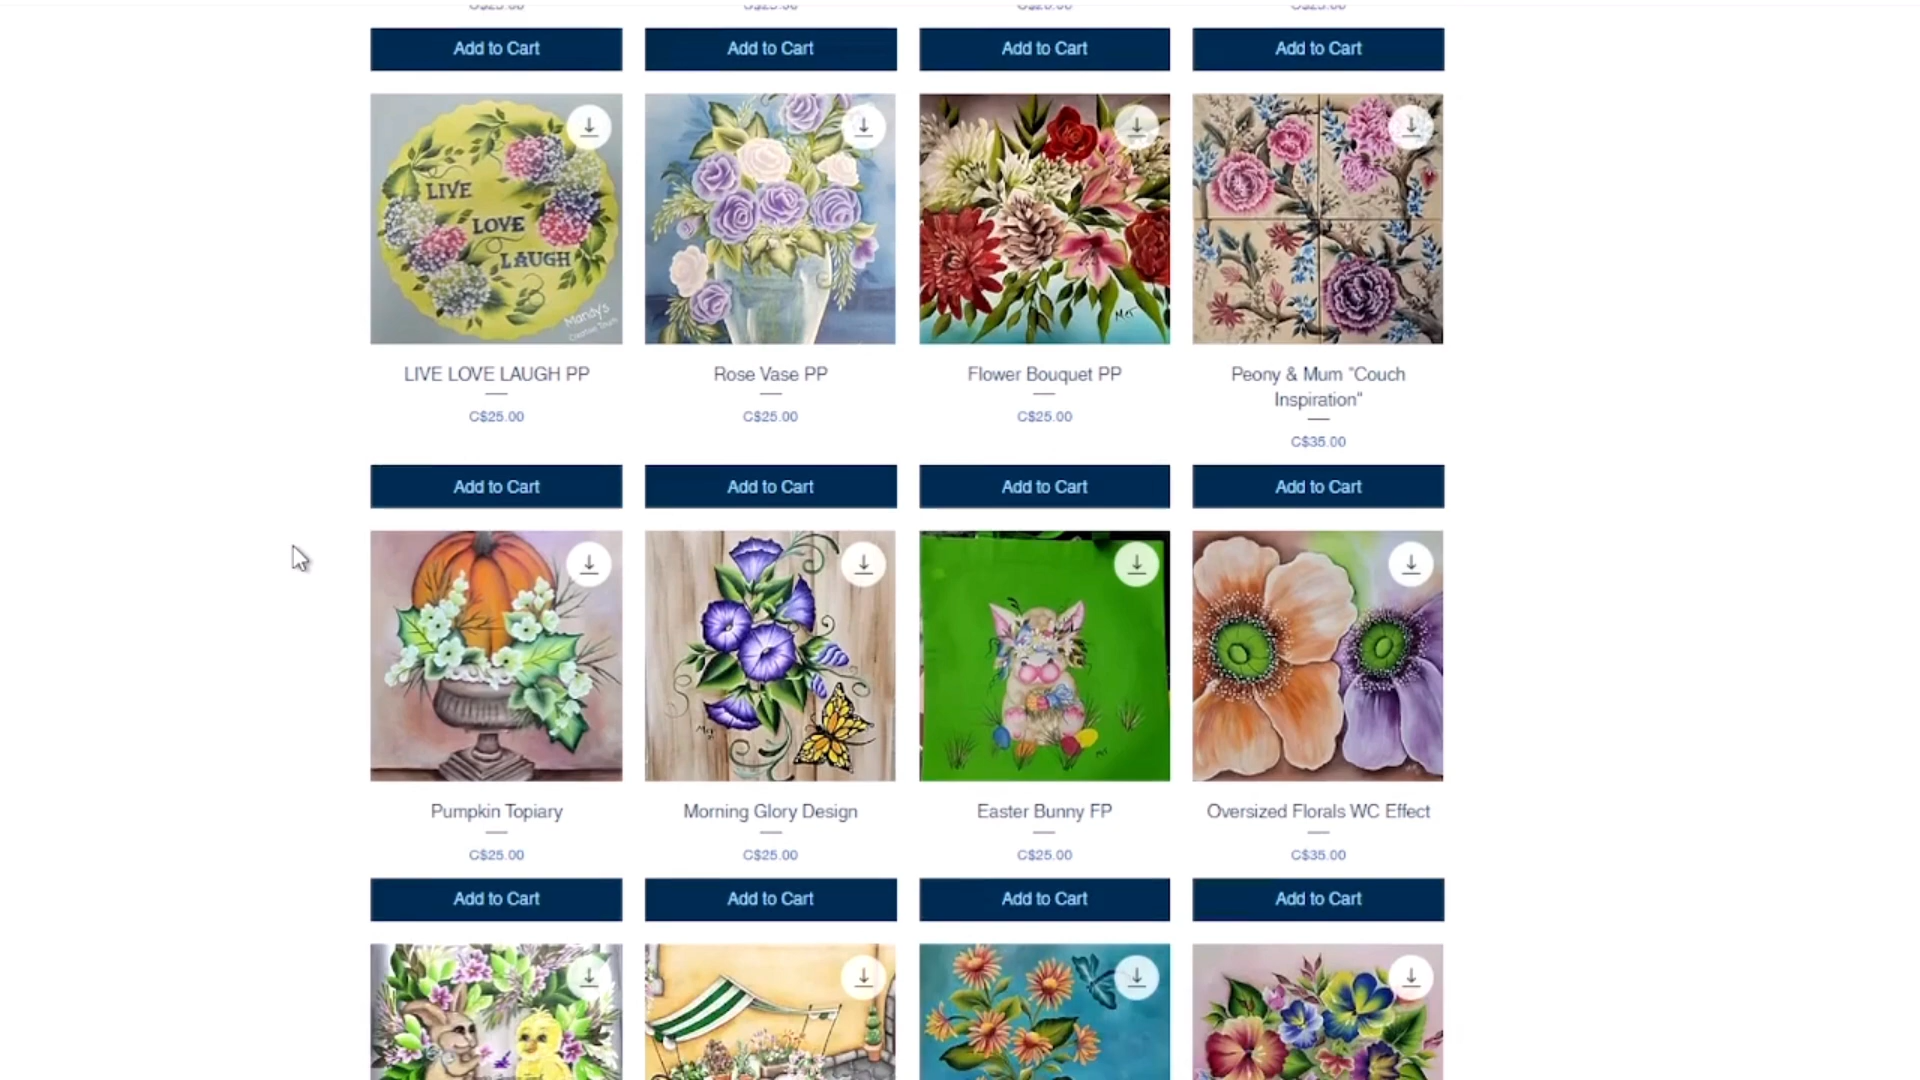 Add to Cart
Add to Cart
Add to Cart
Add to Cart
LIVE
LOVE
LAUGH
Mandy's
LIVE LOVE LAUGH PP
Rose Vase PP
Flower Bouquet PP
Peony & Mum "Couch
Inspiration"
C$25.00
C$25.00
C$25.00
C$35.00
Add to Cart
Add to Cart
Add to Cart
Add to Cart
Pumpkin Topiary
Morning Glory Design
Easter Bunny FP
Oversized Florals WC Effect
C$25.00
C$25.00
C$25.00
C$35.00
Add to Cart
Add to Cart
Add to Cart
Add to Cart